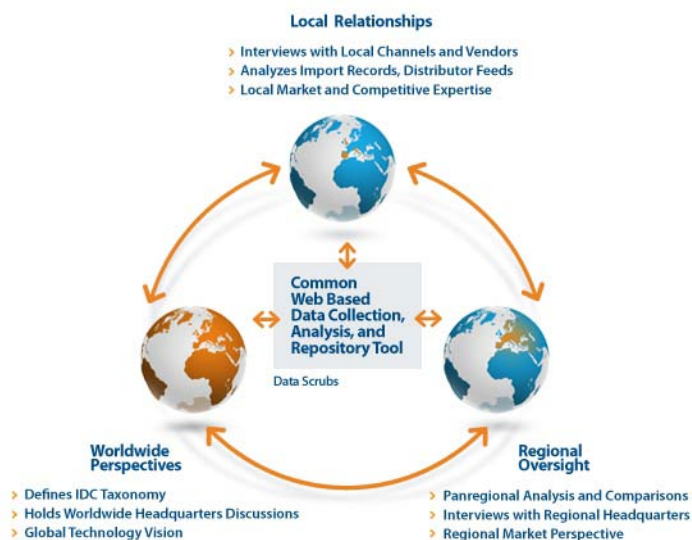 Local Relationships
> Interviews with Local Channels and Vendors
> Analyzes Import Records, Distributor Feeds
> Local Market and Competitive Expertise
Common
Web Based
Data Collection,
Analysis, and
Repository Tool
Data Scrubs
Worldwide
Perspectives
> Defines IDC Taxonomy
> Holds Worldwide Headquarters Discussions
> Global Technology Vision
Regional
Oversight
> Panregional Analysis and Comparisons
> Interviews with Regional Headquarters
> Regional Market Perspective